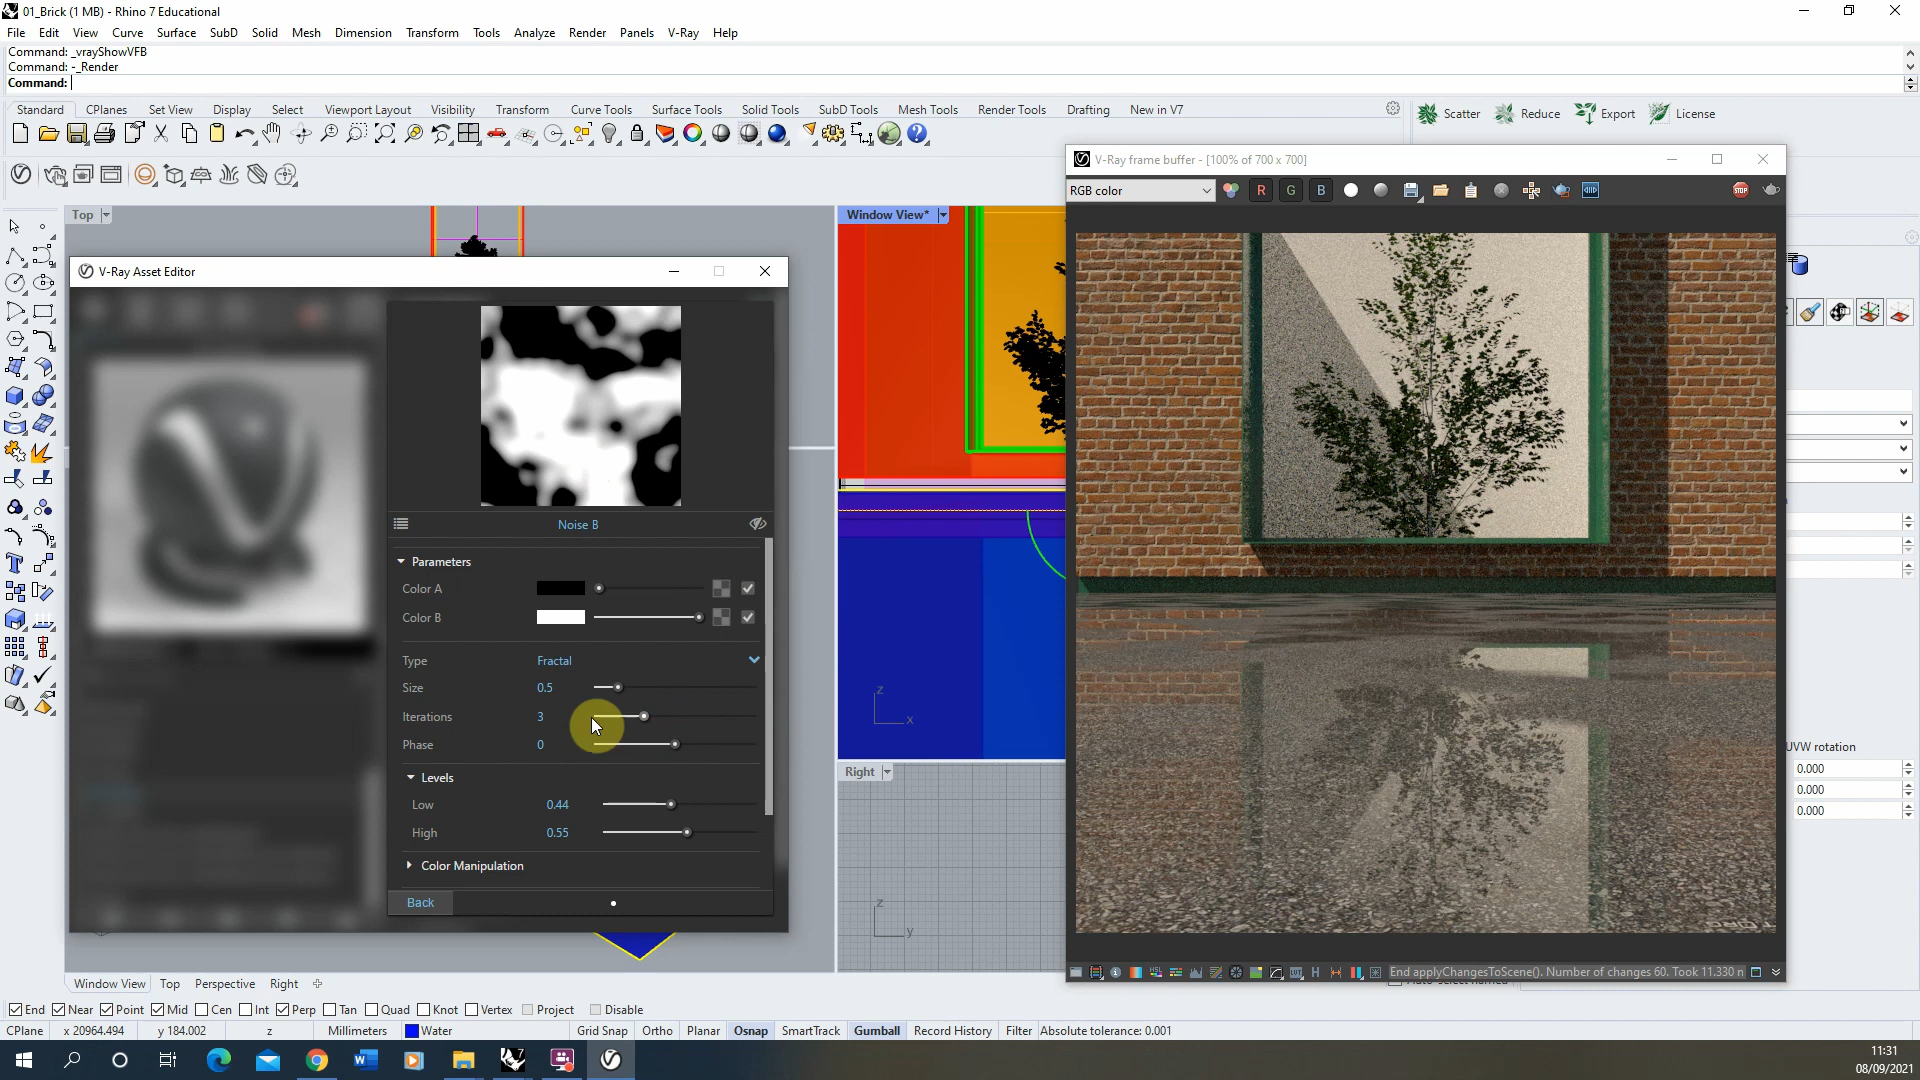 01_Brick (1 MB) - Rhino 7 Educational
File Edit View Curve Surface SubD Solid Mesh Dimension Transform Tools Analyze Render Panels V-Ray Help
Command: _vrayShowVFB
Command: -_Render
Command:
Standard CPlanes Set View Display Select Viewport Layout Visibility Transform Curve Tools Surface Tools Solid Tools SubD Tools Mesh Tools Render Tools Drafting New in V7
Scatter Reduce Export License
V-Ray frame buffer - [100% of 700 x 700]
RGB color R G B
Top
Window View*
V-Ray Asset Editor
Noise B
Parameters
Color A
Color B
Type Fractal
Size 0.5
Iterations 3
Phase 0
Levels
Low 0.44
High 0.55
Color Manipulation
Back
z
x
Right
z
y
UVW rotation
0.000
0.000
0.000
End applyChangesToScene(). Number of changes 60. Took 11.330 n
Window View Top Perspective Right
End Near Point Mid Cen Int Perp Tan Quad Knot Vertex Project Disable
CPlane x 20964.494 y 184.002 z Millimeters Water Grid Snap Ortho Planar Osnap SmartTrack Gumball Record History Filter Absolute tolerance: 0.001
11:31
08/09/2021